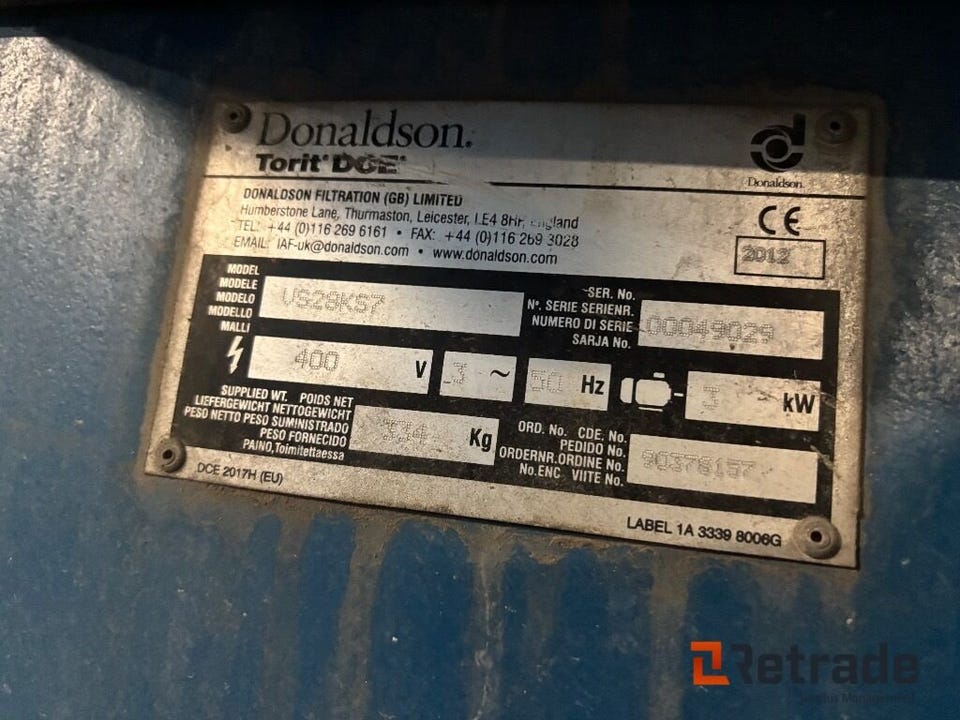 Donaldson.
Torit® DCE®
Donaldson.
DONALDSON FILTRATION (GB) LIMITED
Humberstone Lane, Thurmaston, Leicester, LE4 8HP, England
TEL: +44 (0)116 269 6161 • FAX: +44 (0)116 269 3028
EMAIL: IAF-uk@donaldson.com • www.donaldson.com
CE
2012
MODEL
MODELE
MODELO
MODELLO
MALLI
VS20KS7
SER. No.
N°. SERIE SERIENR.
NUMERO DI SERIE
SARJA No.
00049029
400 V
3 ~
50 Hz
3 kW
SUPPLIED WT. POIDS NET
LIEFERGEWICHT NETTOGEWICHT
PESO NETTO PESO SUMINISTRADO
PESO FORNECIDO
PAINO, Toimitettaessa
334 Kg
ORD. No. CDE. No.
PEDIDO No.
ORDERNR. ORDINE No.
No. ENC VIITE No.
90378157
DCE 2017H (EU)
LABEL 1A 3339 8006G
Retrade
Surplus Management